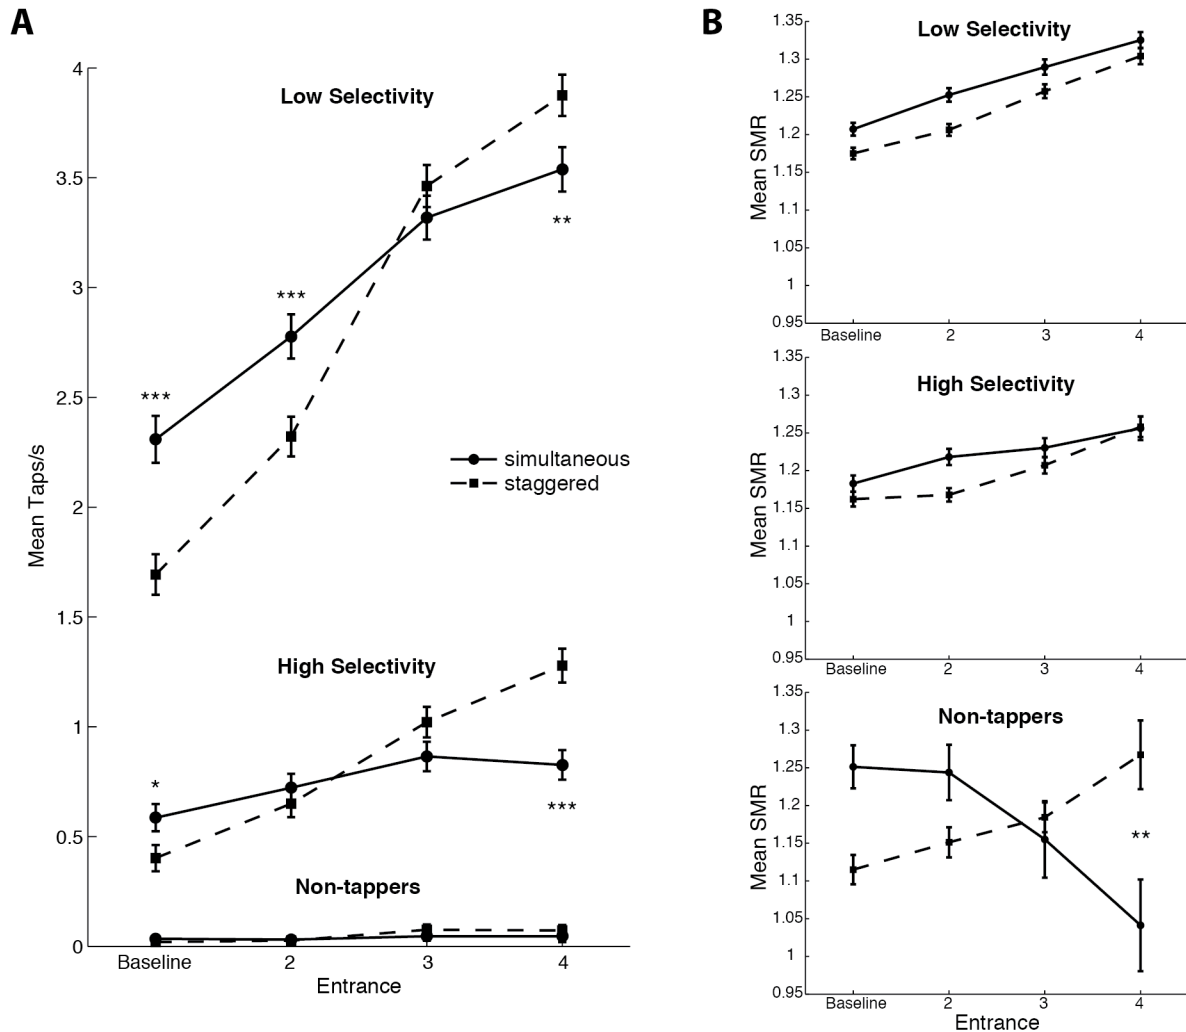 A
4
3.5
3
2.5
2
1.5
1
0.5
0
Mean Taps/s
Low Selectivity
***
***
**
simultaneous
staggered
High Selectivity
*
***
Non-tappers
Baseline 2 3 4
Entrance
B
Low Selectivity
1.35
1.3
1.25
1.2
1.15
1.1
1.05
1
0.95
Mean SMR
Baseline 2 3 4
High Selectivity
1.35
1.3
1.25
1.2
1.15
1.1
1.05
1
0.95
Mean SMR
Baseline 2 3 4
Non-tappers
1.35
1.3
1.25
1.2
1.15
1.1
1.05
1
0.95
Mean SMR
**
Baseline 2 3 4
Entrance